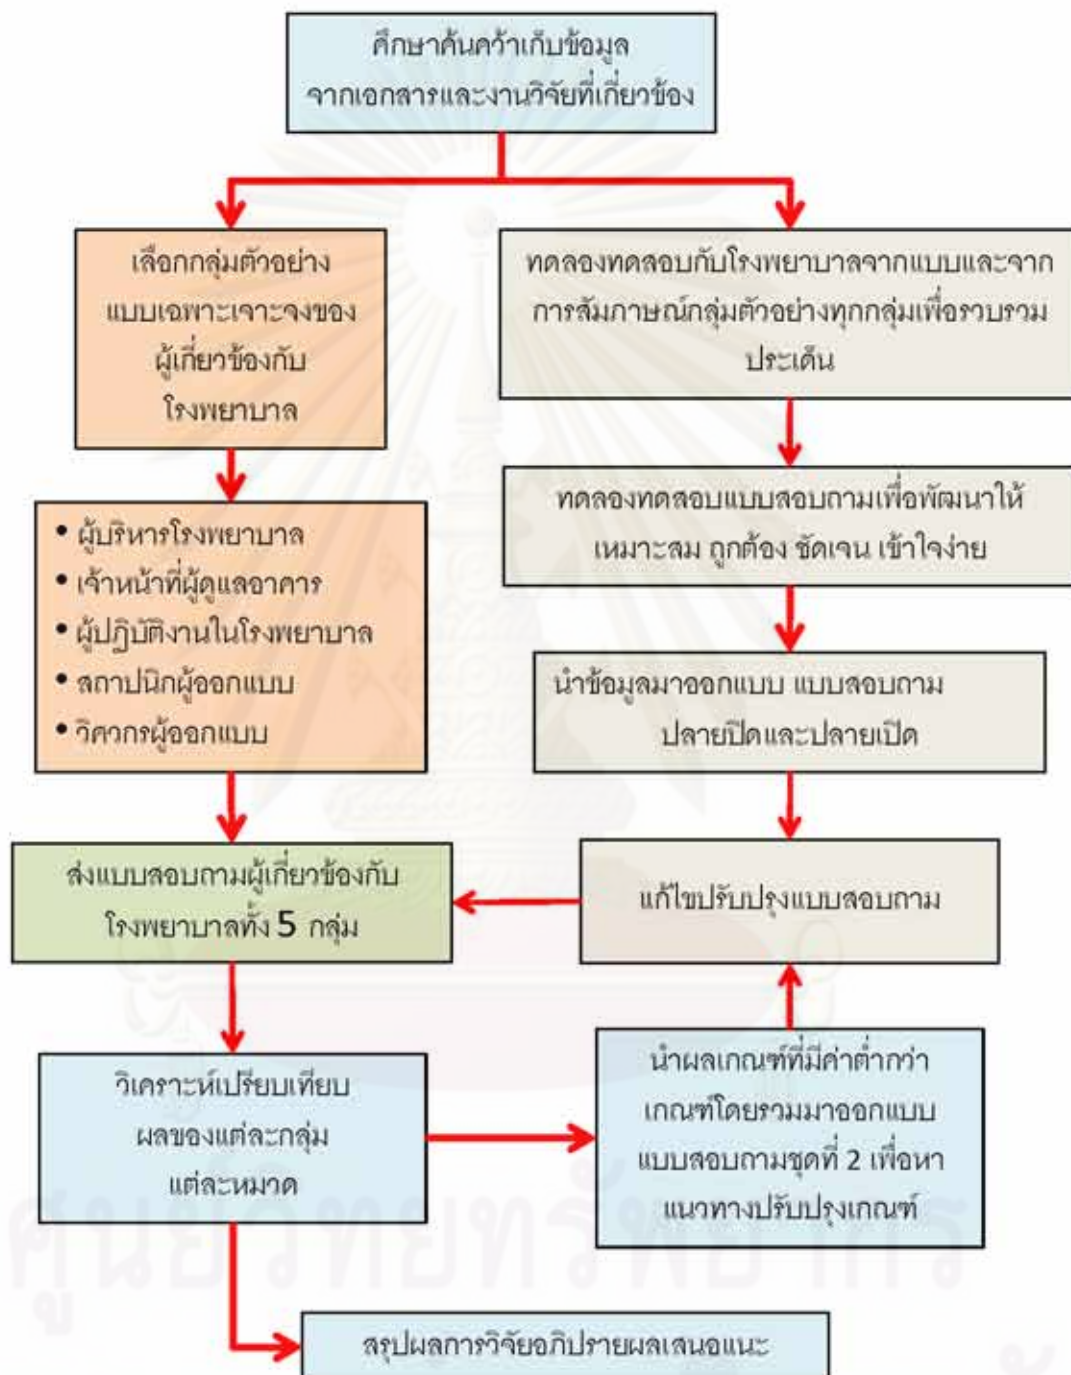 ศึกษาค้นคว้าเก็บข้อมูล
จากเอกสารและงานวิจัยที่เกี่ยวข้อง
เลือกกลุ่มตัวอย่าง
แบบเฉพาะเจาะจงของ
ผู้เกี่ยวข้องกับ
โรงพยาบาล
ทดลองทดสอบกับโรงพยาบาลจากแบบและจาก
การสัมภาษณ์กลุ่มตัวอย่างทุกกลุ่มเพื่อรวบรวม
ประเด็น
• ผู้บริหารโรงพยาบาล
• เจ้าหน้าที่ผู้ดูแลอาคาร
• ผู้ปฏิบัติงานในโรงพยาบาล
• สถาปนิกผู้ออกแบบ
• วิศวกรผู้ออกแบบ
ทดลองทดสอบแบบสอบถามเพื่อพัฒนาให้
เหมาะสม ถูกต้อง ชัดเจน เข้าใจง่าย
นำข้อมูลมาออกแบบ แบบสอบถาม
ปลายปิดและปลายเปิด
ส่งแบบสอบถามผู้เกี่ยวข้องกับ
โรงพยาบาลทั้ง 5 กลุ่ม
แก้ไขปรับปรุงแบบสอบถาม
วิเคราะห์เปรียบเทียบ
ผลของแต่ละกลุ่ม
แต่ละหมวด
นำผลเกณฑ์ที่มีค่าต่ำกว่า
เกณฑ์โดยรวมมาออกแบบ
แบบสอบถามชุดที่ 2 เพื่อหา
แนวทางปรับปรุงเกณฑ์
ศูนย์วิทยทรัพยากร
สรุปผลการวิจัยอภิปรายผลเสนอแนะ